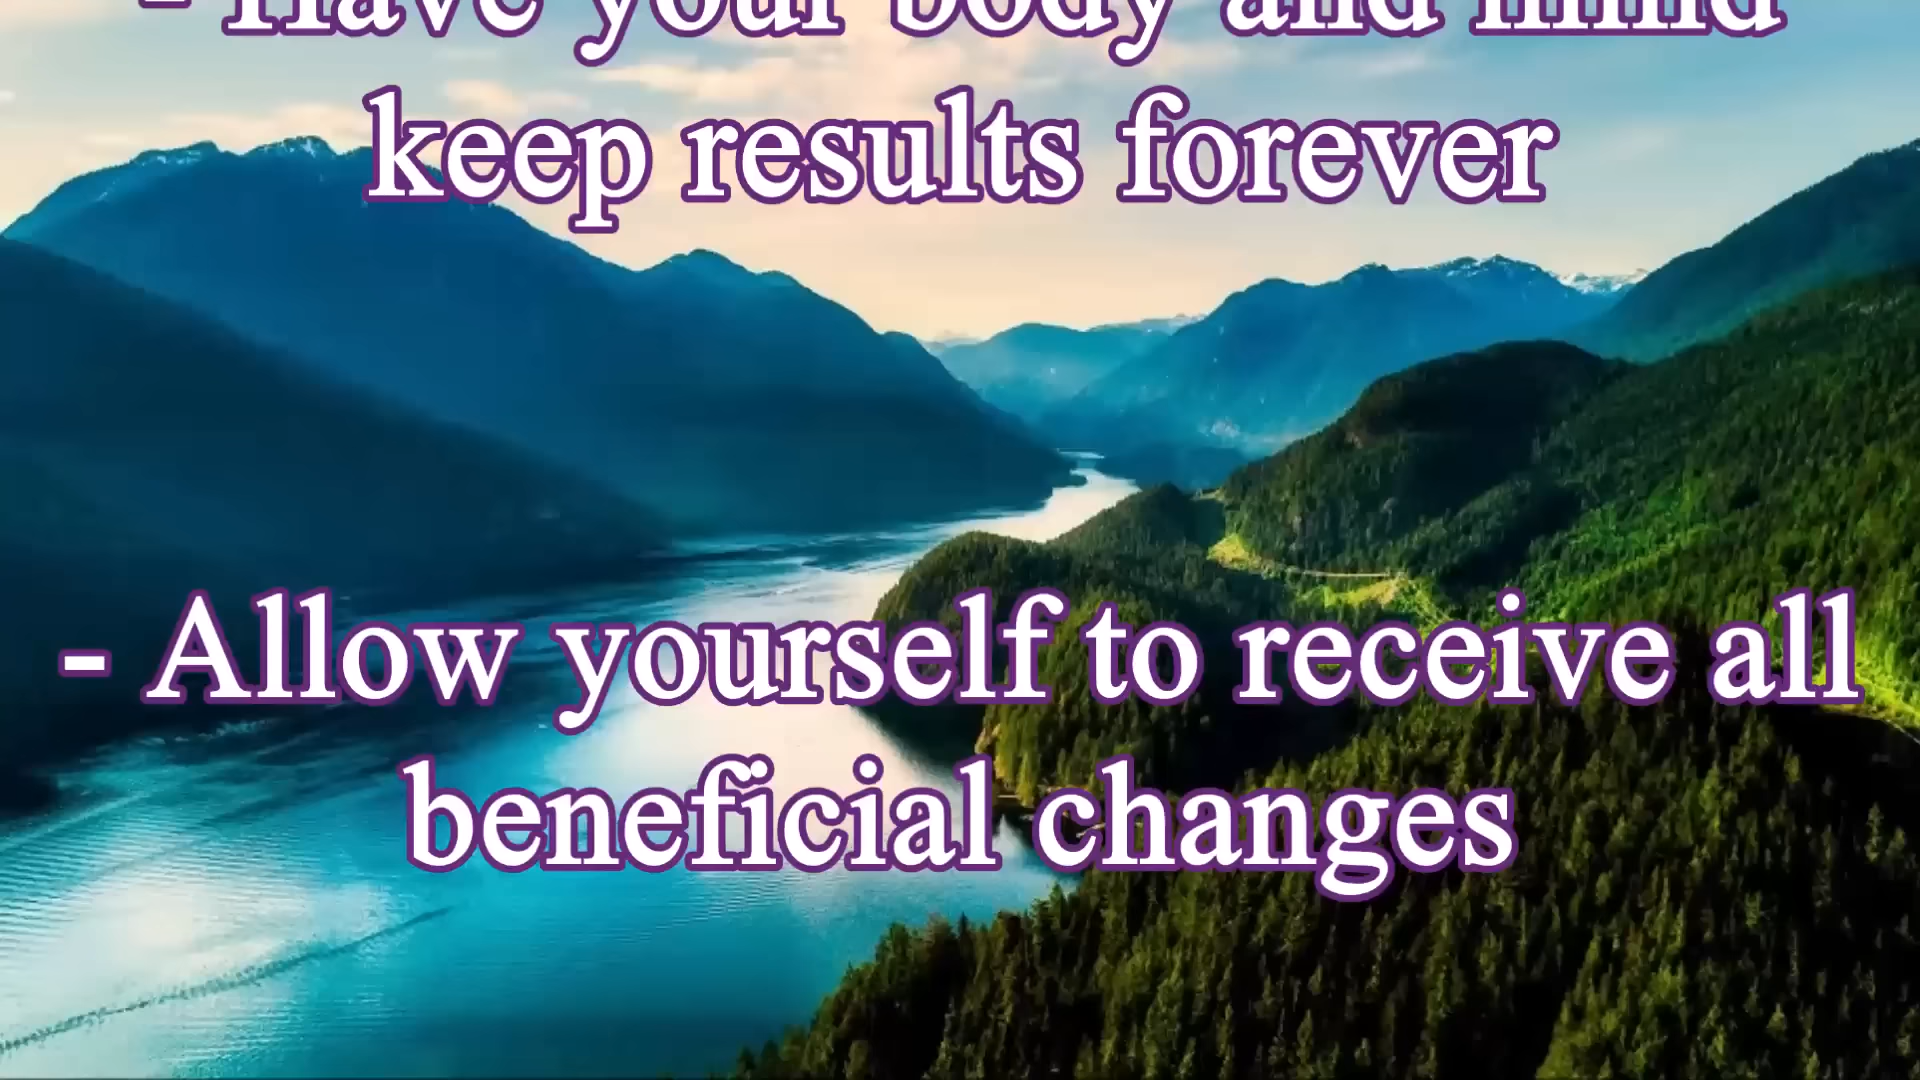 - Have your body and mind
keep results forever
- Allow yourself to receive all
beneficial changes